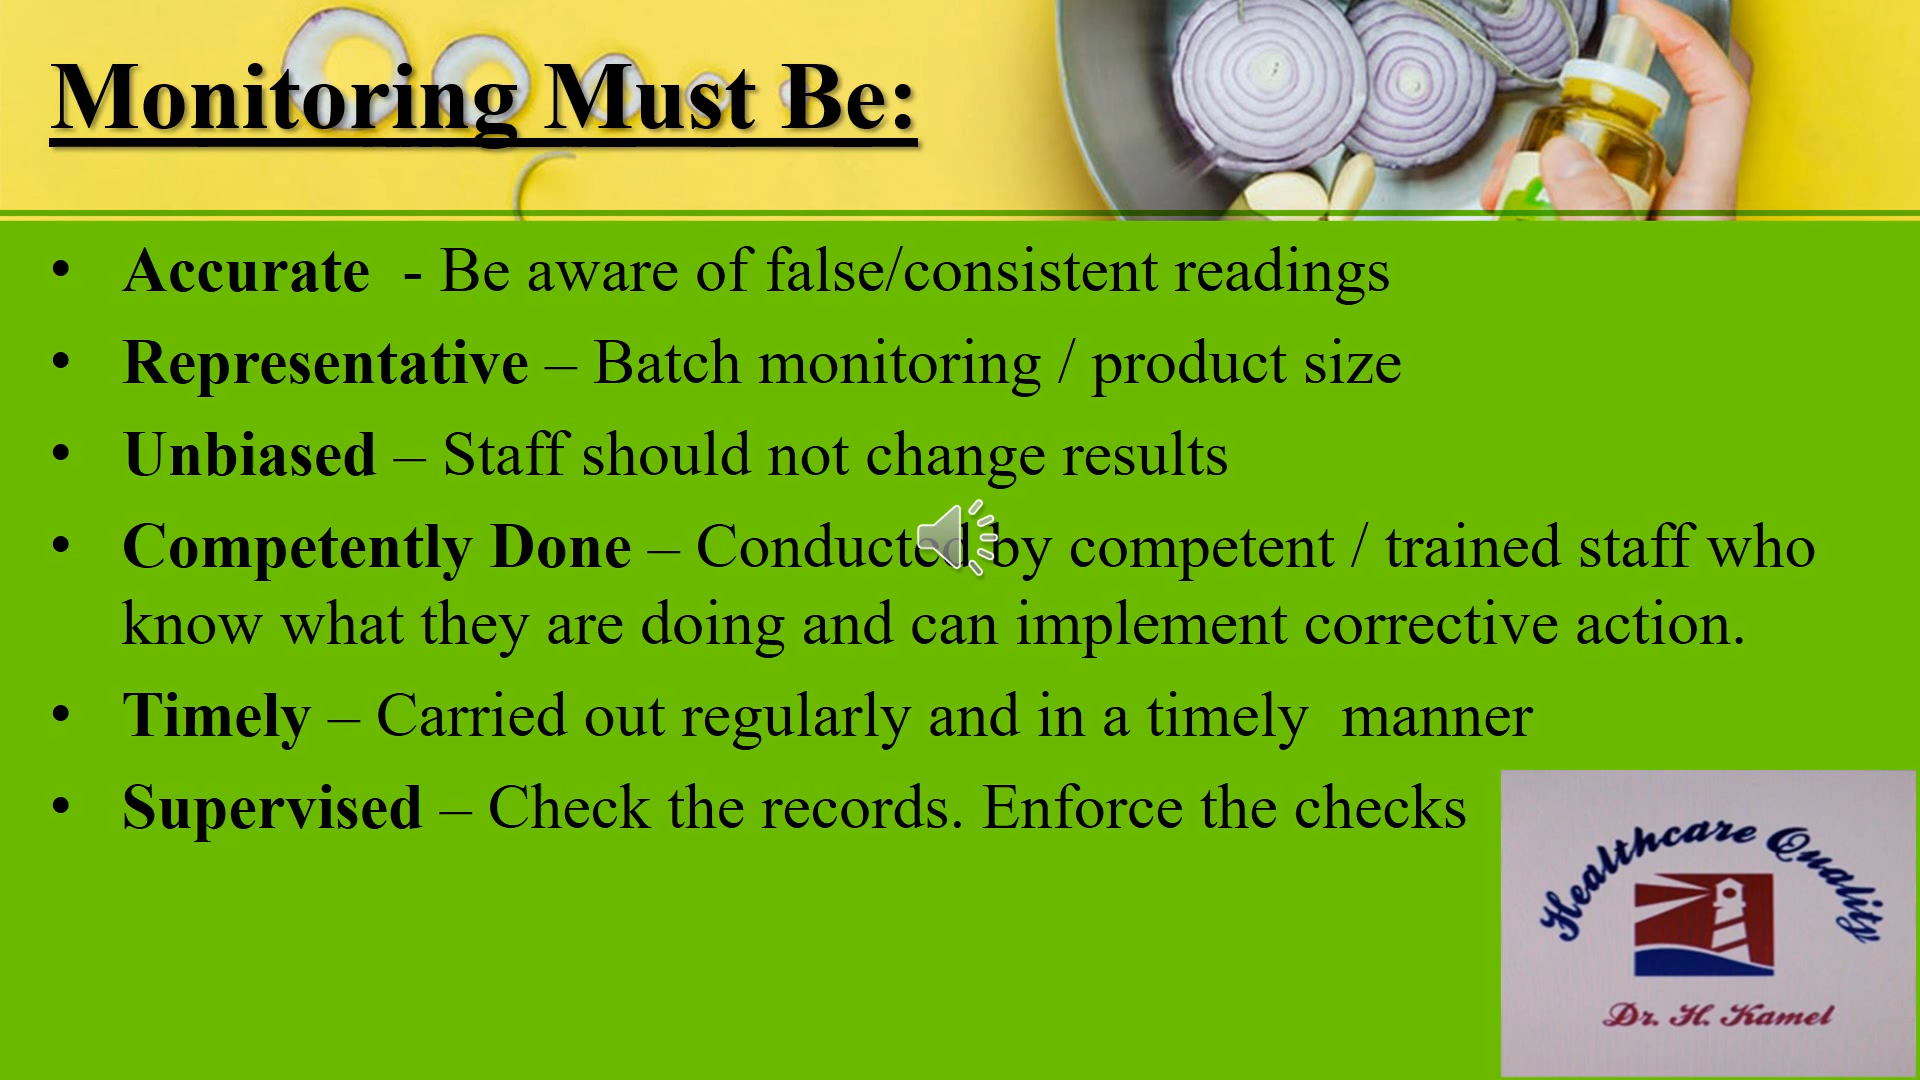 Monitoring Must Be:
• Accurate - Be aware of false/consistent readings
• Representative – Batch monitoring / product size
• Unbiased – Staff should not change results
• Competently Done – Conducted by competent / trained staff who
know what they are doing and can implement corrective action.
• Timely – Carried out regularly and in a timely manner
• Supervised – Check the records. Enforce the checks
Healthcare Quality
Dr. H. Kamel